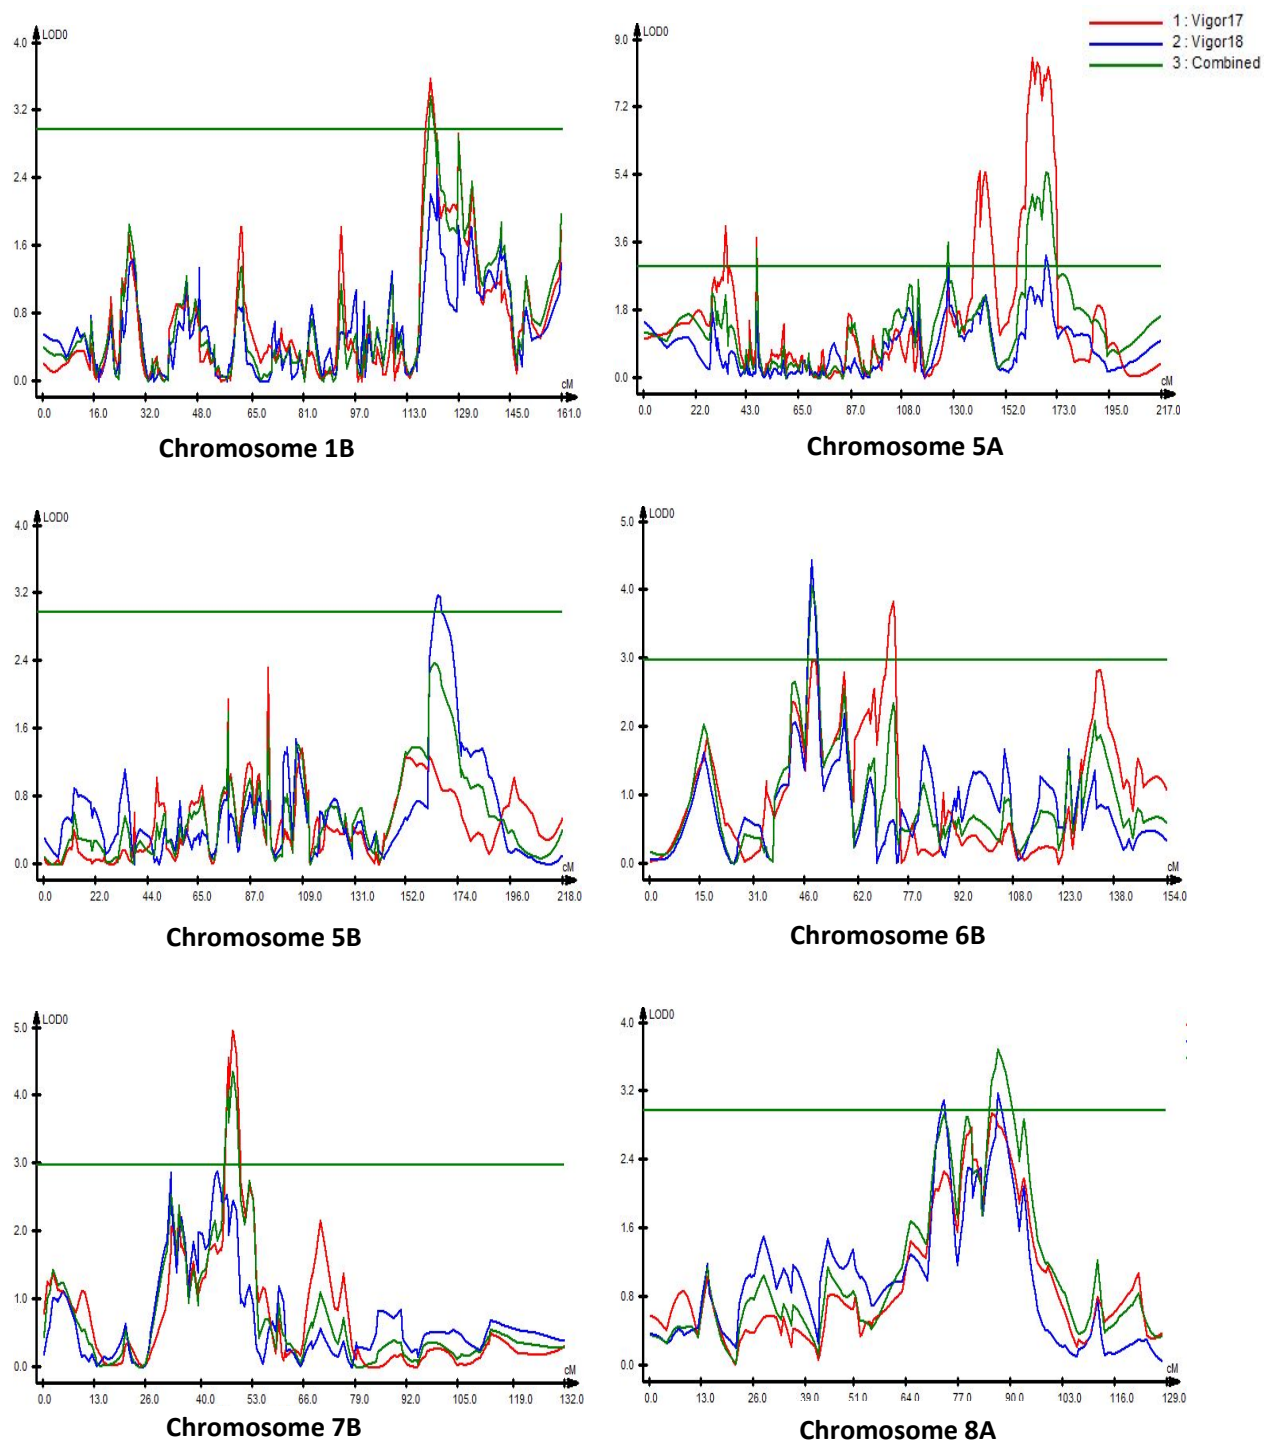 1 : Vigor17
2 : Vigor18
3 : Combined
LOD0
4.0
3.2
2.4
1.6
0.8
0.0
cM
0.0 16.0 32.0 48.0 65.0 81.0 97.0 113.0 129.0 145.0 161.0
Chromosome 1B
LOD0
9.0
7.2
5.4
3.6
1.8
0.0
cM
0.0 22.0 43.0 65.0 87.0 108.0 130.0 152.0 173.0 195.0 217.0
Chromosome 5A
LOD0
4.0
3.2
2.4
1.6
0.8
0.0
cM
0.0 22.0 44.0 65.0 87.0 109.0 131.0 152.0 174.0 196.0 218.0
Chromosome 5B
LOD0
5.0
4.0
3.0
2.0
1.0
0.0
cM
0.0 15.0 31.0 46.0 62.0 77.0 92.0 108.0 123.0 138.0 154.0
Chromosome 6B
LOD0
5.0
4.0
3.0
2.0
1.0
0.0
cM
0.0 13.0 26.0 40.0 53.0 66.0 79.0 92.0 105.0 119.0 132.0
Chromosome 7B
LOD0
4.0
3.2
2.4
1.6
0.8
0.0
cM
0.0 13.0 26.0 39.0 51.0 64.0 77.0 90.0 103.0 116.0 129.0
Chromosome 8A